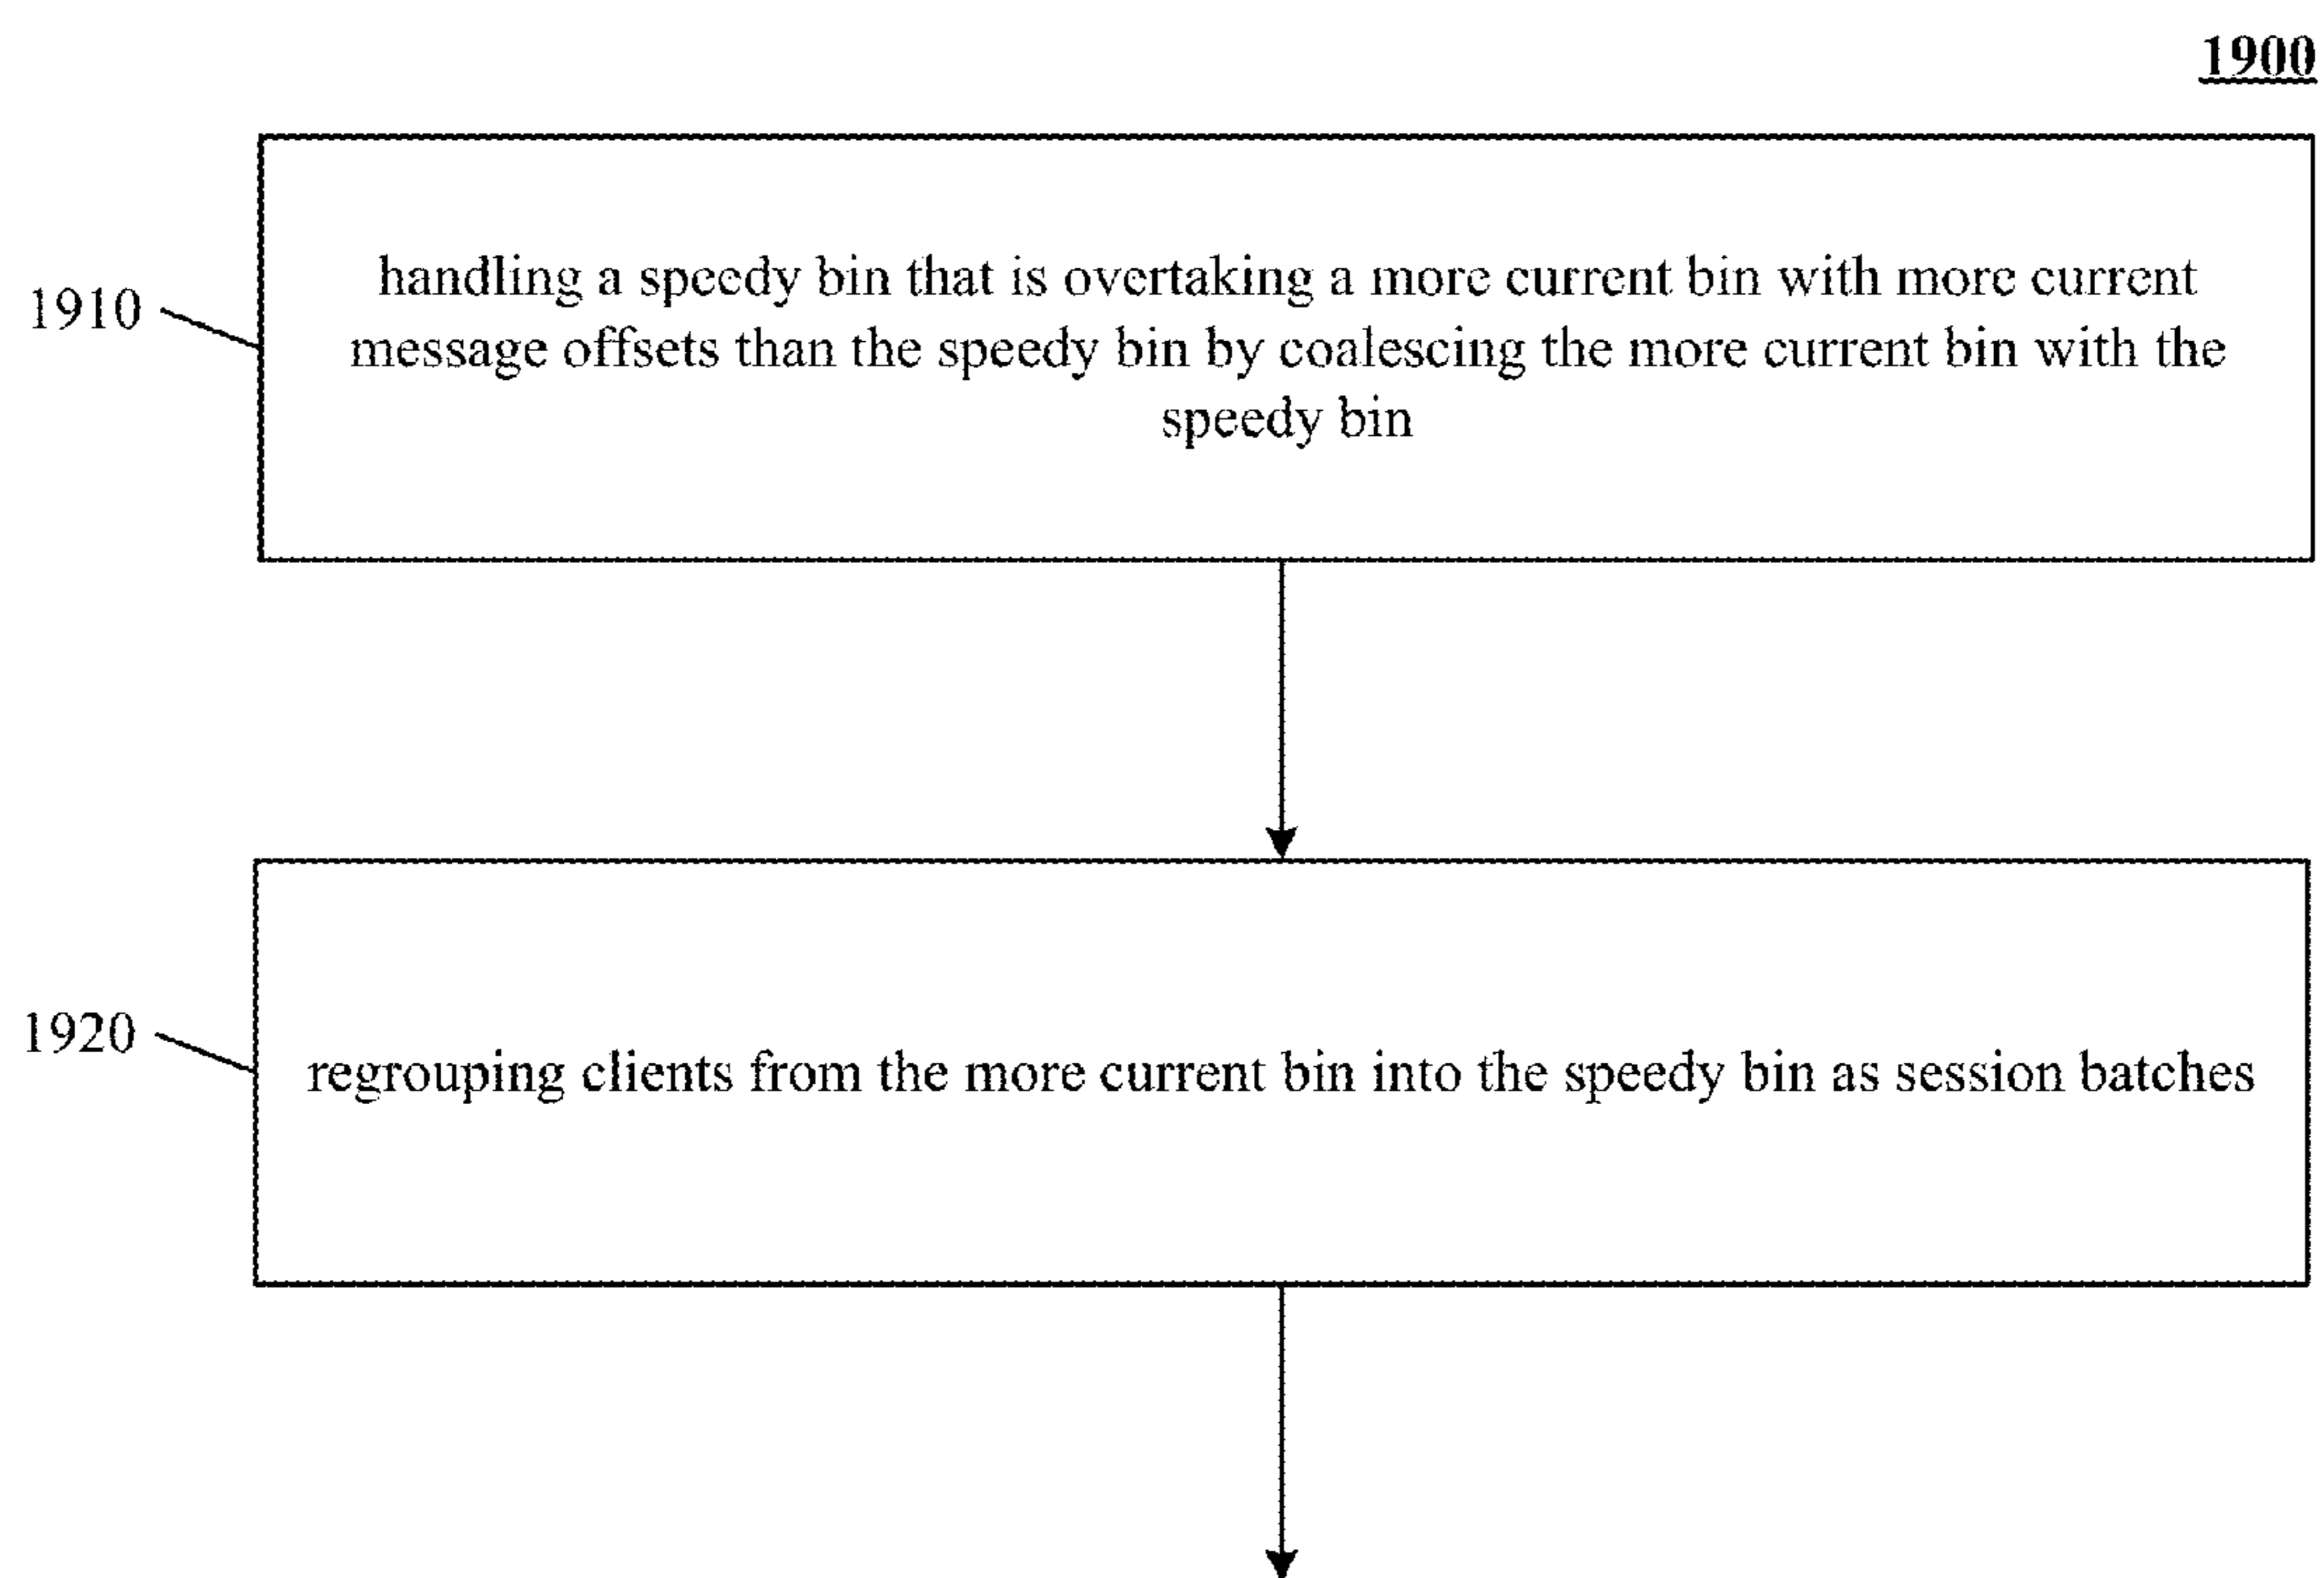 1900
1910
handling a speedy bin that is overtaking a more current bin with more current
message offsets than the speedy bin by coalescing the more current bin with the
speedy bin
1920
regrouping clients from the more current bin into the speedy bin as session batches